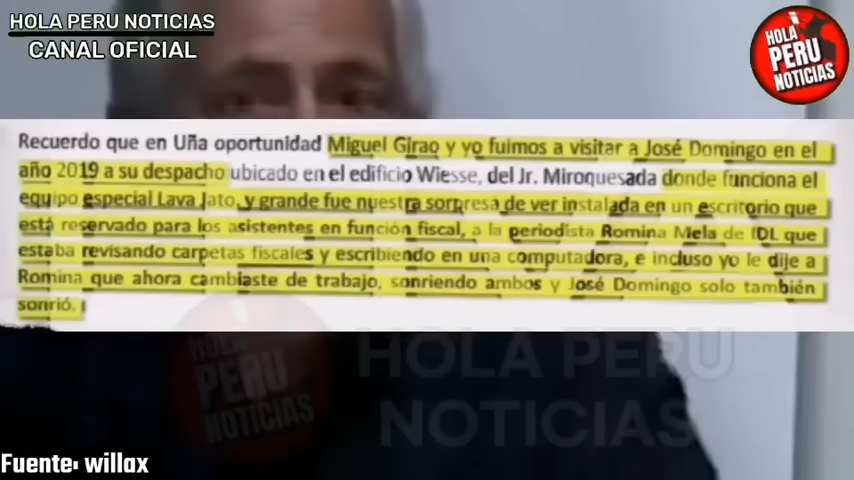 HOLA PERU NOTICIAS
CANAL OFICIAL
HOLA
PERU
NOTICIAS
Recuerdo que en Uña oportunidad Miguel Girao y yo fuimos a visitar a José Domingo en el
año 2019 a su despacho ubicado en el edificio Wiesse, del Jr. Miroquesada donde funciona el
equipo especial Lava Jato, y grande fue nuestra sorpresa de ver instalada en un escritorio que
está reservado para los asistentes en función fiscal, a la periodista Romina Mela de IDL que
estaba revisando carpetas fiscales y escribiendo en una computadora, e incluso yo le dije a
Romina que ahora cambiaste de trabajo, sonriendo ambos y José Domingo solo también
sonrió.
HOLA
PERU
NOTICIAS
HOLA PERU
NOTICIAS
Fuente: willax